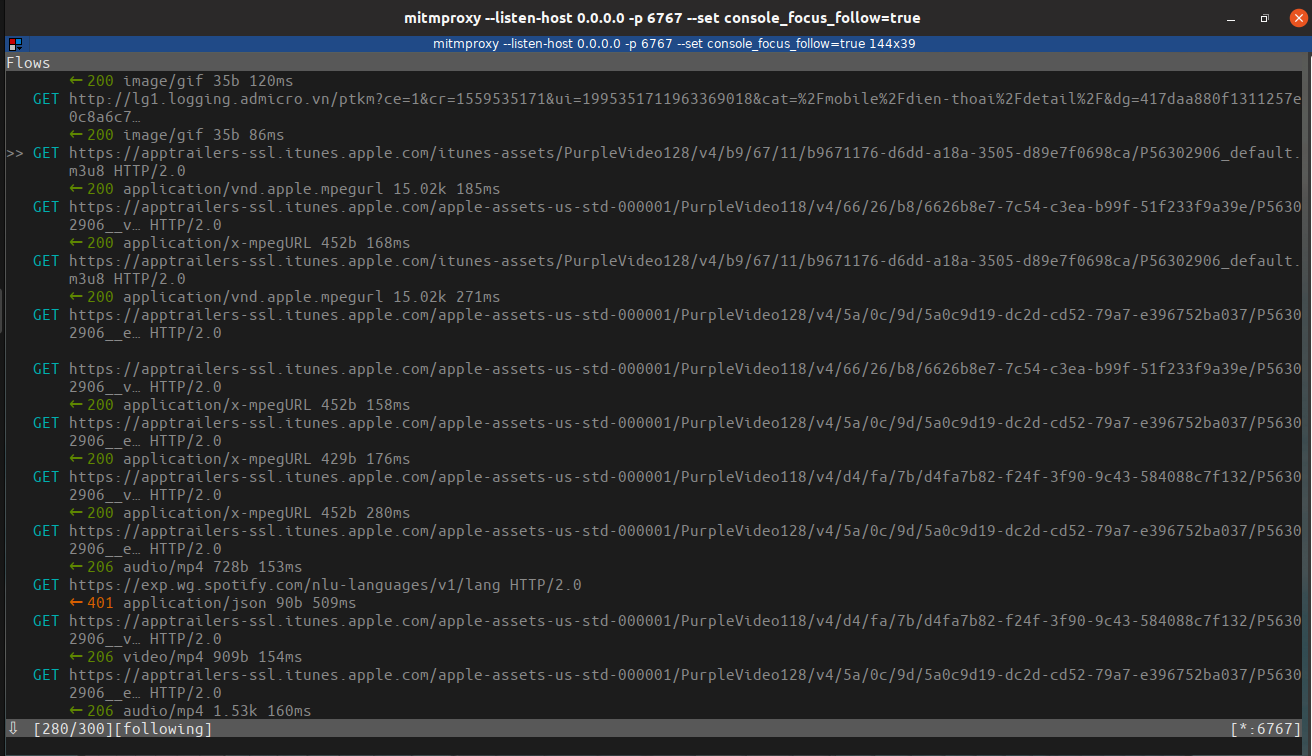 mitmproxy --listen-host 0.0.0.0 -p 6767 --set console_focus_follow=true
mitmproxy --listen-host 0.0.0.0 -p 6767 --set console_focus_follow=true 144x39
Flows
← 200 image/gif 35b 120ms
GET http://lg1.logging.admicro.vn/ptkm?ce=1&cr=1559535171&ui=1995351711963369018&cat=%2Fmobile%2Fdien-thoai%2Fdetail%2F&dg=417daa880f1311257e
0c8a6c7…
← 200 image/gif 35b 86ms
>> GET https://apptrailers-ssl.itunes.apple.com/itunes-assets/PurpleVideo128/v4/b9/67/11/b9671176-d6dd-a18a-3505-d89e7f0698ca/P56302906_default.
m3u8 HTTP/2.0
← 200 application/vnd.apple.mpegurl 15.02k 185ms
GET https://apptrailers-ssl.itunes.apple.com/apple-assets-us-std-000001/PurpleVideo118/v4/66/26/b8/6626b8e7-7c54-c3ea-b99f-51f233f9a39e/P5630
2906__v… HTTP/2.0
← 200 application/x-mpegURL 452b 168ms
GET https://apptrailers-ssl.itunes.apple.com/itunes-assets/PurpleVideo128/v4/b9/67/11/b9671176-d6dd-a18a-3505-d89e7f0698ca/P56302906_default.
m3u8 HTTP/2.0
← 200 application/vnd.apple.mpegurl 15.02k 271ms
GET https://apptrailers-ssl.itunes.apple.com/apple-assets-us-std-000001/PurpleVideo128/v4/5a/0c/9d/5a0c9d19-dc2d-cd52-79a7-e396752ba037/P5630
2906__e… HTTP/2.0
GET https://apptrailers-ssl.itunes.apple.com/apple-assets-us-std-000001/PurpleVideo118/v4/66/26/b8/6626b8e7-7c54-c3ea-b99f-51f233f9a39e/P5630
2906__v… HTTP/2.0
← 200 application/x-mpegURL 452b 158ms
GET https://apptrailers-ssl.itunes.apple.com/apple-assets-us-std-000001/PurpleVideo128/v4/5a/0c/9d/5a0c9d19-dc2d-cd52-79a7-e396752ba037/P5630
2906__e… HTTP/2.0
← 200 application/x-mpegURL 429b 176ms
GET https://apptrailers-ssl.itunes.apple.com/apple-assets-us-std-000001/PurpleVideo118/v4/d4/fa/7b/d4fa7b82-f24f-3f90-9c43-584088c7f132/P5630
2906__v… HTTP/2.0
← 200 application/x-mpegURL 452b 280ms
GET https://apptrailers-ssl.itunes.apple.com/apple-assets-us-std-000001/PurpleVideo128/v4/5a/0c/9d/5a0c9d19-dc2d-cd52-79a7-e396752ba037/P5630
2906__e… HTTP/2.0
← 206 audio/mp4 728b 153ms
GET https://exp.wg.spotify.com/nlu-languages/v1/lang HTTP/2.0
← 401 application/json 90b 509ms
GET https://apptrailers-ssl.itunes.apple.com/apple-assets-us-std-000001/PurpleVideo118/v4/d4/fa/7b/d4fa7b82-f24f-3f90-9c43-584088c7f132/P5630
2906__v… HTTP/2.0
← 206 video/mp4 909b 154ms
GET https://apptrailers-ssl.itunes.apple.com/apple-assets-us-std-000001/PurpleVideo128/v4/5a/0c/9d/5a0c9d19-dc2d-cd52-79a7-e396752ba037/P5630
2906__e… HTTP/2.0
← 206 audio/mp4 1.53k 160ms
⇩ [280/300][following] [*:6767]